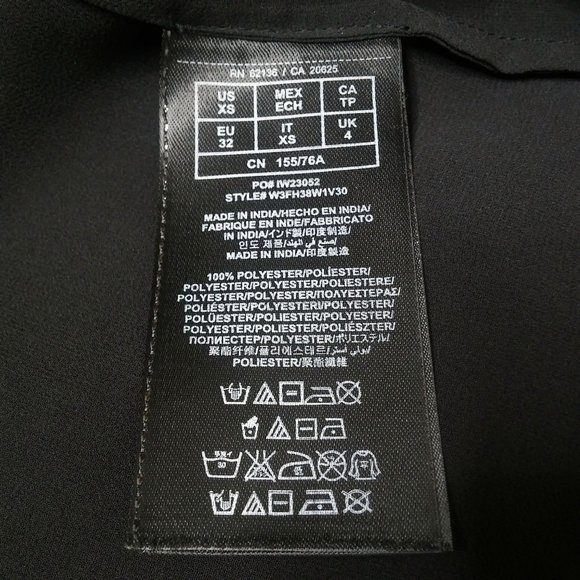 RN 62136 / CA 20625
US XS
MEX ECH
CA TP
EU 32
IT XS
UK 4
CN 155/76A
PO# IW23052
STYLE# W3FH38W1V30
MADE IN INDIA/HECHO EN INDIA/
FABRIQUE EN INDE/FABBRICATO
IN INDIA/インド製/印度製造/
인도 제품/صنع في الهند/
MADE IN INDIA/印度製造
100% POLYESTER/POLIÉSTER/
POLYESTER/POLYESTER/POLIESTERE/
POLYESTER/POLYESTER/ΠΟΛΥΕΣΤΕΡΑΣ/
POLIÉSTER/POLYESTERI/POLYESTER/
POLÜESTER/POLYESTER/POLIESTER/
POLYESTER/POLYESTER/POLIÉSZTER/
ПОЛИЕСТЕР/POLYESTER/ポリエステル/
聚酯纤维/폴리에스테르/بوليستر/
POLIESTER/聚酯纖維
30